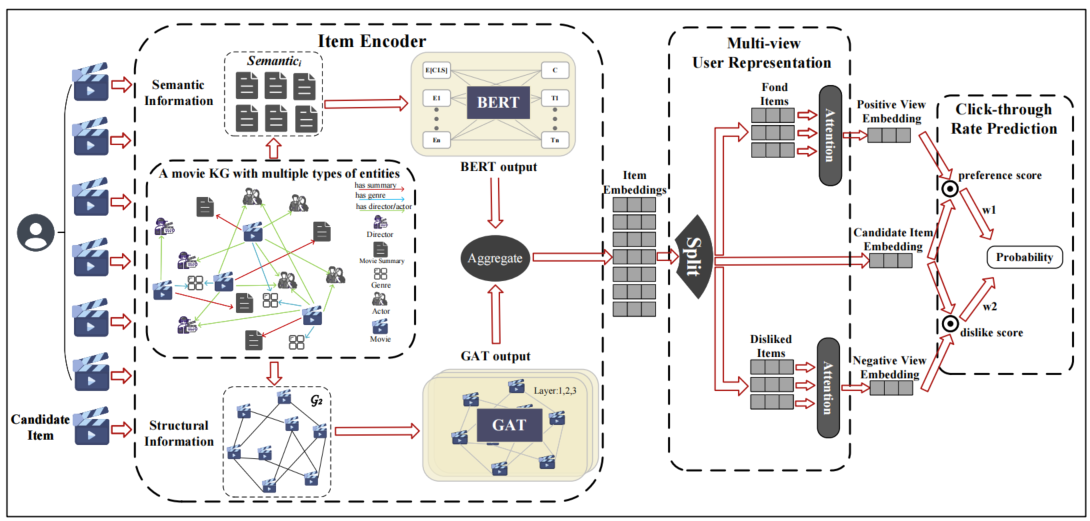 Item Encoder
Semantic
Information
Semanticᵢ
E[CLS]
E1
En
BERT
C
T1
Tn
BERT output
A movie KG with multiple types of entities
has summary
has genre
has director/actor
Director
Movie Summary
Genre
Actor
Movie
Aggregate
GAT output
Candidate
Item
Structural
Information
G₂
Layer:1,2,3
GAT
Item
Embeddings
Split
Multi-view
User Representation
Fond
Items
Attention
Positive View
Embedding
Candidate Item
Embedding
Disliked
Items
Attention
Negative View
Embedding
Click-through
Rate Prediction
preference score
w1
Probability
w2
dislike score